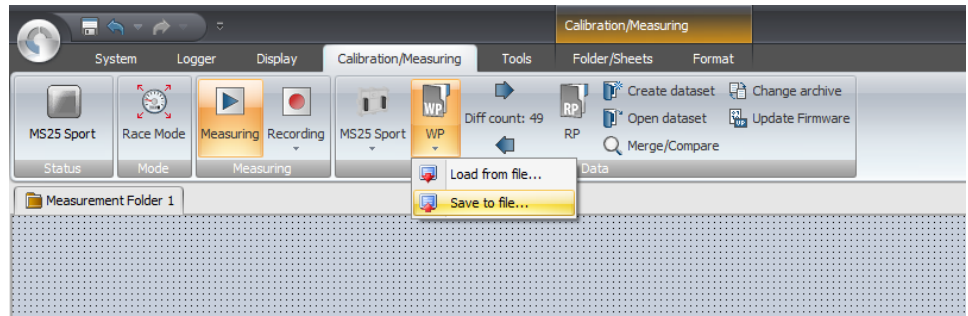 Calibration/Measuring
System Logger Display Calibration/Measuring Tools Folder/Sheets Format
MS25 Sport
Race Mode
Measuring
Recording
MS25 Sport
WP
WP
Diff count: 49
RP
RP
Create dataset
Open dataset
Merge/Compare
Change archive
Update Firmware
Status Mode Measuring Data
Load from file...
Save to file...
Measurement Folder 1